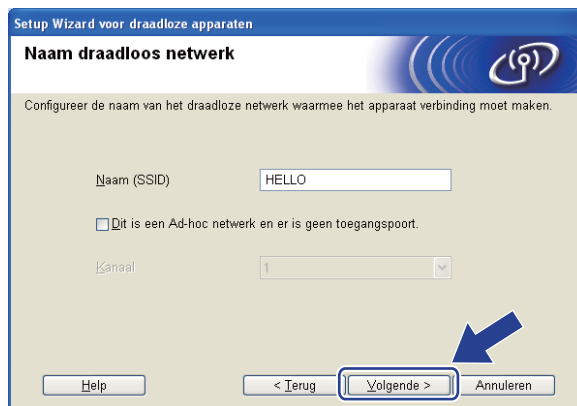 Setup Wizard voor draadloze apparaten
Naam draadloos netwerk
Configureer de naam van het draadloze netwerk waarmee het apparaat verbinding moet maken.
Naam (SSID) HELLO
Dit is een Ad-hoc netwerk en er is geen toegangspoort.
Kanaal 1
Help < Terug Volgende > Annuleren